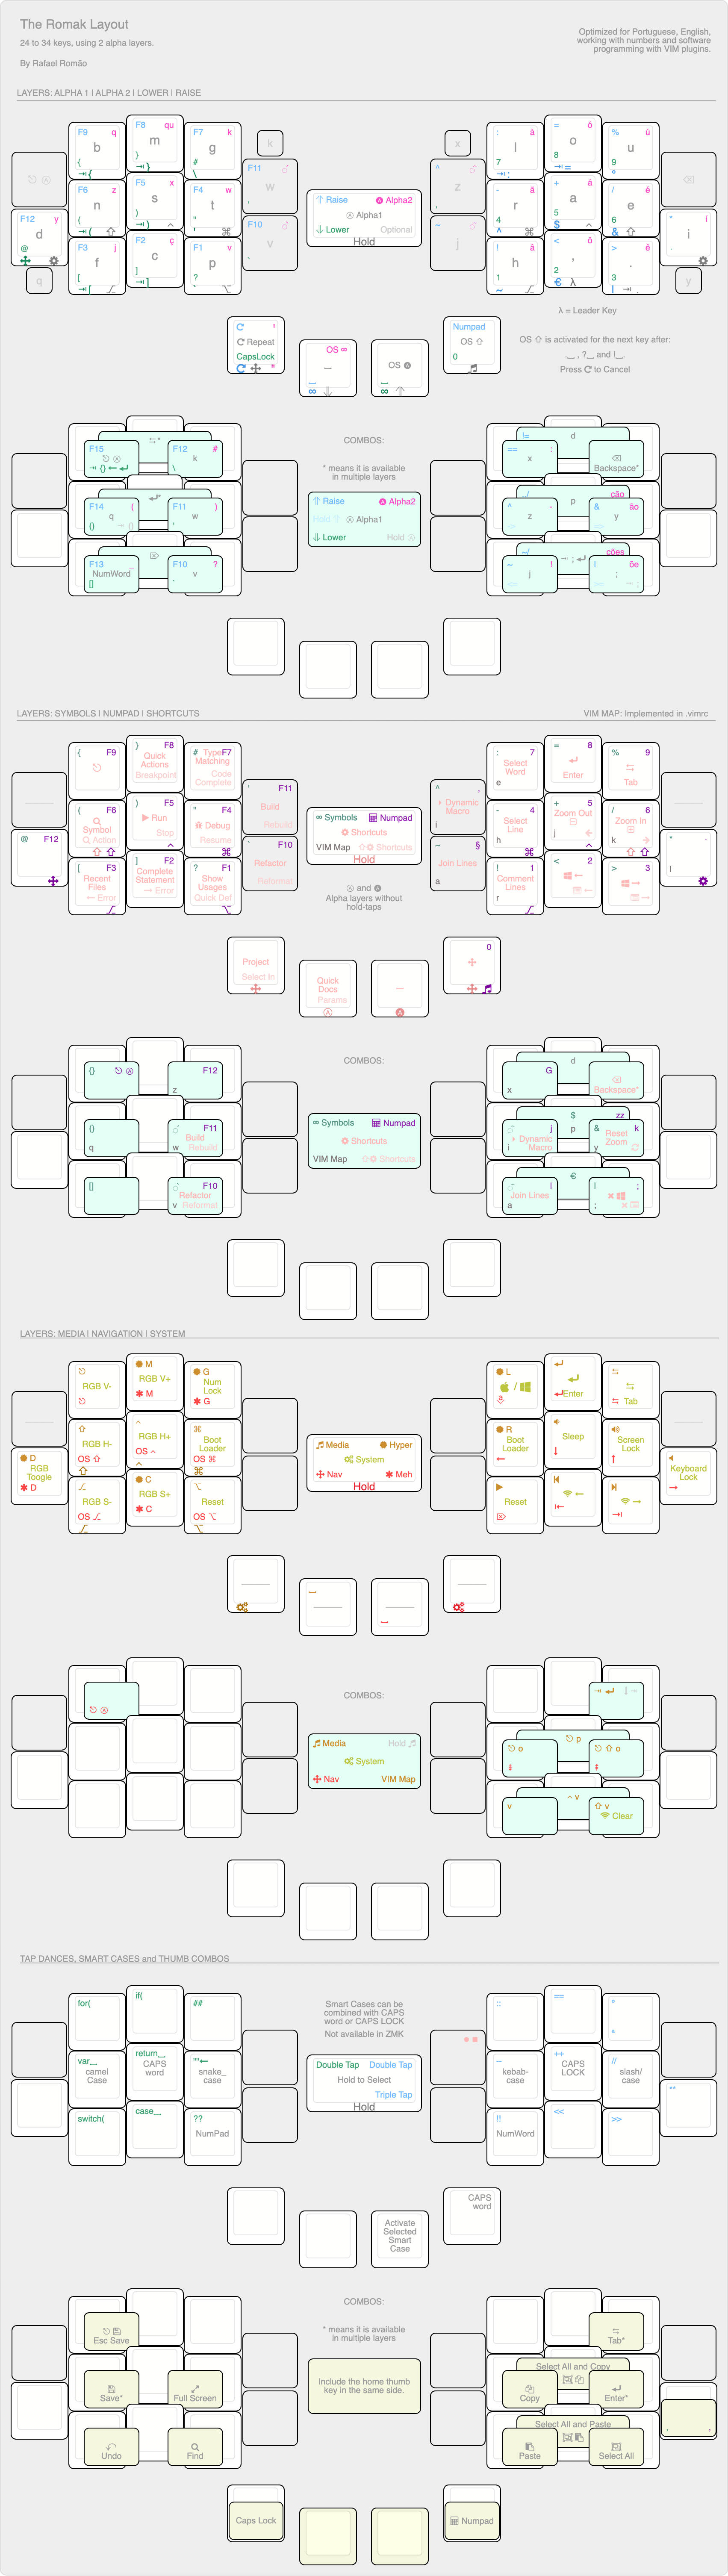 The Romak Layout
24 to 34 keys, using 2 alpha layers.
By Rafael Romão
Optimized for Portuguese, English,
working with numbers and software
programming with VIM plugins.
LAYERS: ALPHA 1 | ALPHA 2 | LOWER | RAISE
F9 q
b
{
F8 qu
m
}
F7 k
g
#
\
k
F11
w
'
x
^
z
: à
l
7
= ó
o
8
% ú
u
9
F12 y
d
@
F6 z
n
(
F5 x
s
)
F4 w
t
"
F10
v
Raise Alpha2
Alpha1
Lower Optional
Hold
~
j
- ã
r
4
+ á
a
5
$
/ é
e
6
&
* í
i
q
F3 j
f
[
F2 ç
c
]
F1 v
p
?
! â
h
1
< ô
,
2
€ λ
> ê
.
3
y
λ = Leader Key
Repeat
CapsLock
OS ∞
∞
OS
∞
Numpad
OS
0
OS ⇧ is activated for the next key after:
Press to Cancel
COMBOS:
* means it is available
in multiple layers
F15
F12 #
k
\
F14 (
q
()
F11 )
w
'
F13
NumWord
[]
F10 ?
v
Raise Alpha2
Hold Alpha1
Lower Hold
!= d
== :
x
Backspace*
p ção
^ -
z
& ão
y
~/ ções
~ !
j
| õe
;
LAYERS: SYMBOLS | NUMPAD | SHORTCUTS
VIM MAP: Implemented in .vimrc
{ F9
} F8
Quick
Actions
Breakpoint
# F7
Type
Matching
Code
Complete
' F11
Build
Rebuild
@ F12
( F6
Symbol
Action
) F5
Run
Stop
" F4
Debug
Resume
F10
Refactor
Reformat
[ F3
Recent
Files
Error
] F2
Complete
Statement
Error
? F1
Show
Usages
Quick Def
∞ Symbols Numpad
Shortcuts
VIM Map Shortcuts
Hold
and
Alpha layers without
hold-taps
^ ,
Dynamic
Macro
i
: 7
Select
Word
e
= 8
Enter
% 9
Tab
~ §
Join Lines
a
- 4
Select
Line
h
+ 5
Zoom Out
j
/ 6
Zoom In
k
* .
|
! 1
Comment
Lines
r
< 2
> 3
Project
Select In
Quick
Docs
Params
0
COMBOS:
{}
F12
z
()
q
F11
Build
w Rebuild
[]
F10
Refactor
v Reformat
∞ Symbols Numpad
Shortcuts
VIM Map Shortcuts
d
G
x
Backspace*
$ zz
p
j
Dynamic
i Macro
& k
Reset
Zoom
y
€
l
Join Lines
a
| ;
;
LAYERS: MEDIA | NAVIGATION | SYSTEM
RGB V-
M
RGB V+
M
G
Num
Lock
G
D
RGB
Toogle
D
RGB H-
OS ⇧
RGB H+
OS
Boot
Loader
OS ⌘
RGB S-
OS
C
RGB S+
C
Reset
OS
Media Hyper
System
Nav Meh
Hold
L
/
a
Enter
Tab
R
Boot
Loader
Sleep
Screen
Lock
Keyboard
Lock
Reset
COMBOS:
Media Hold
System
Nav VIM Map
p
o
o
v
v
v
Clear
TAP DANCES, SMART CASES and THUMB COMBOS
for(
if(
##
var_
camel
Case
return_
CAPS
word
""
snake_
case
switch(
case_
??
NumPad
Smart Cases can be
combined with CAPS
word or CAPS LOCK
Not available in ZMK
Double Tap Double Tap
Hold to Select
Triple Tap
Hold
::
==
--
kebab-
case
++
CAPS
LOCK
//
slash/
case
**
!!
NumWord
<<
>>
Activate
Selected
Smart
Case
CAPS
word
COMBOS:
* means it is available
in multiple layers
Esc Save
Save*
Full Screen
Undo
Find
Include the home thumb
key in the same side.
Tab*
Select All and Copy
Copy
Enter*
Select All and Paste
Paste
Select All
Caps Lock
Numpad